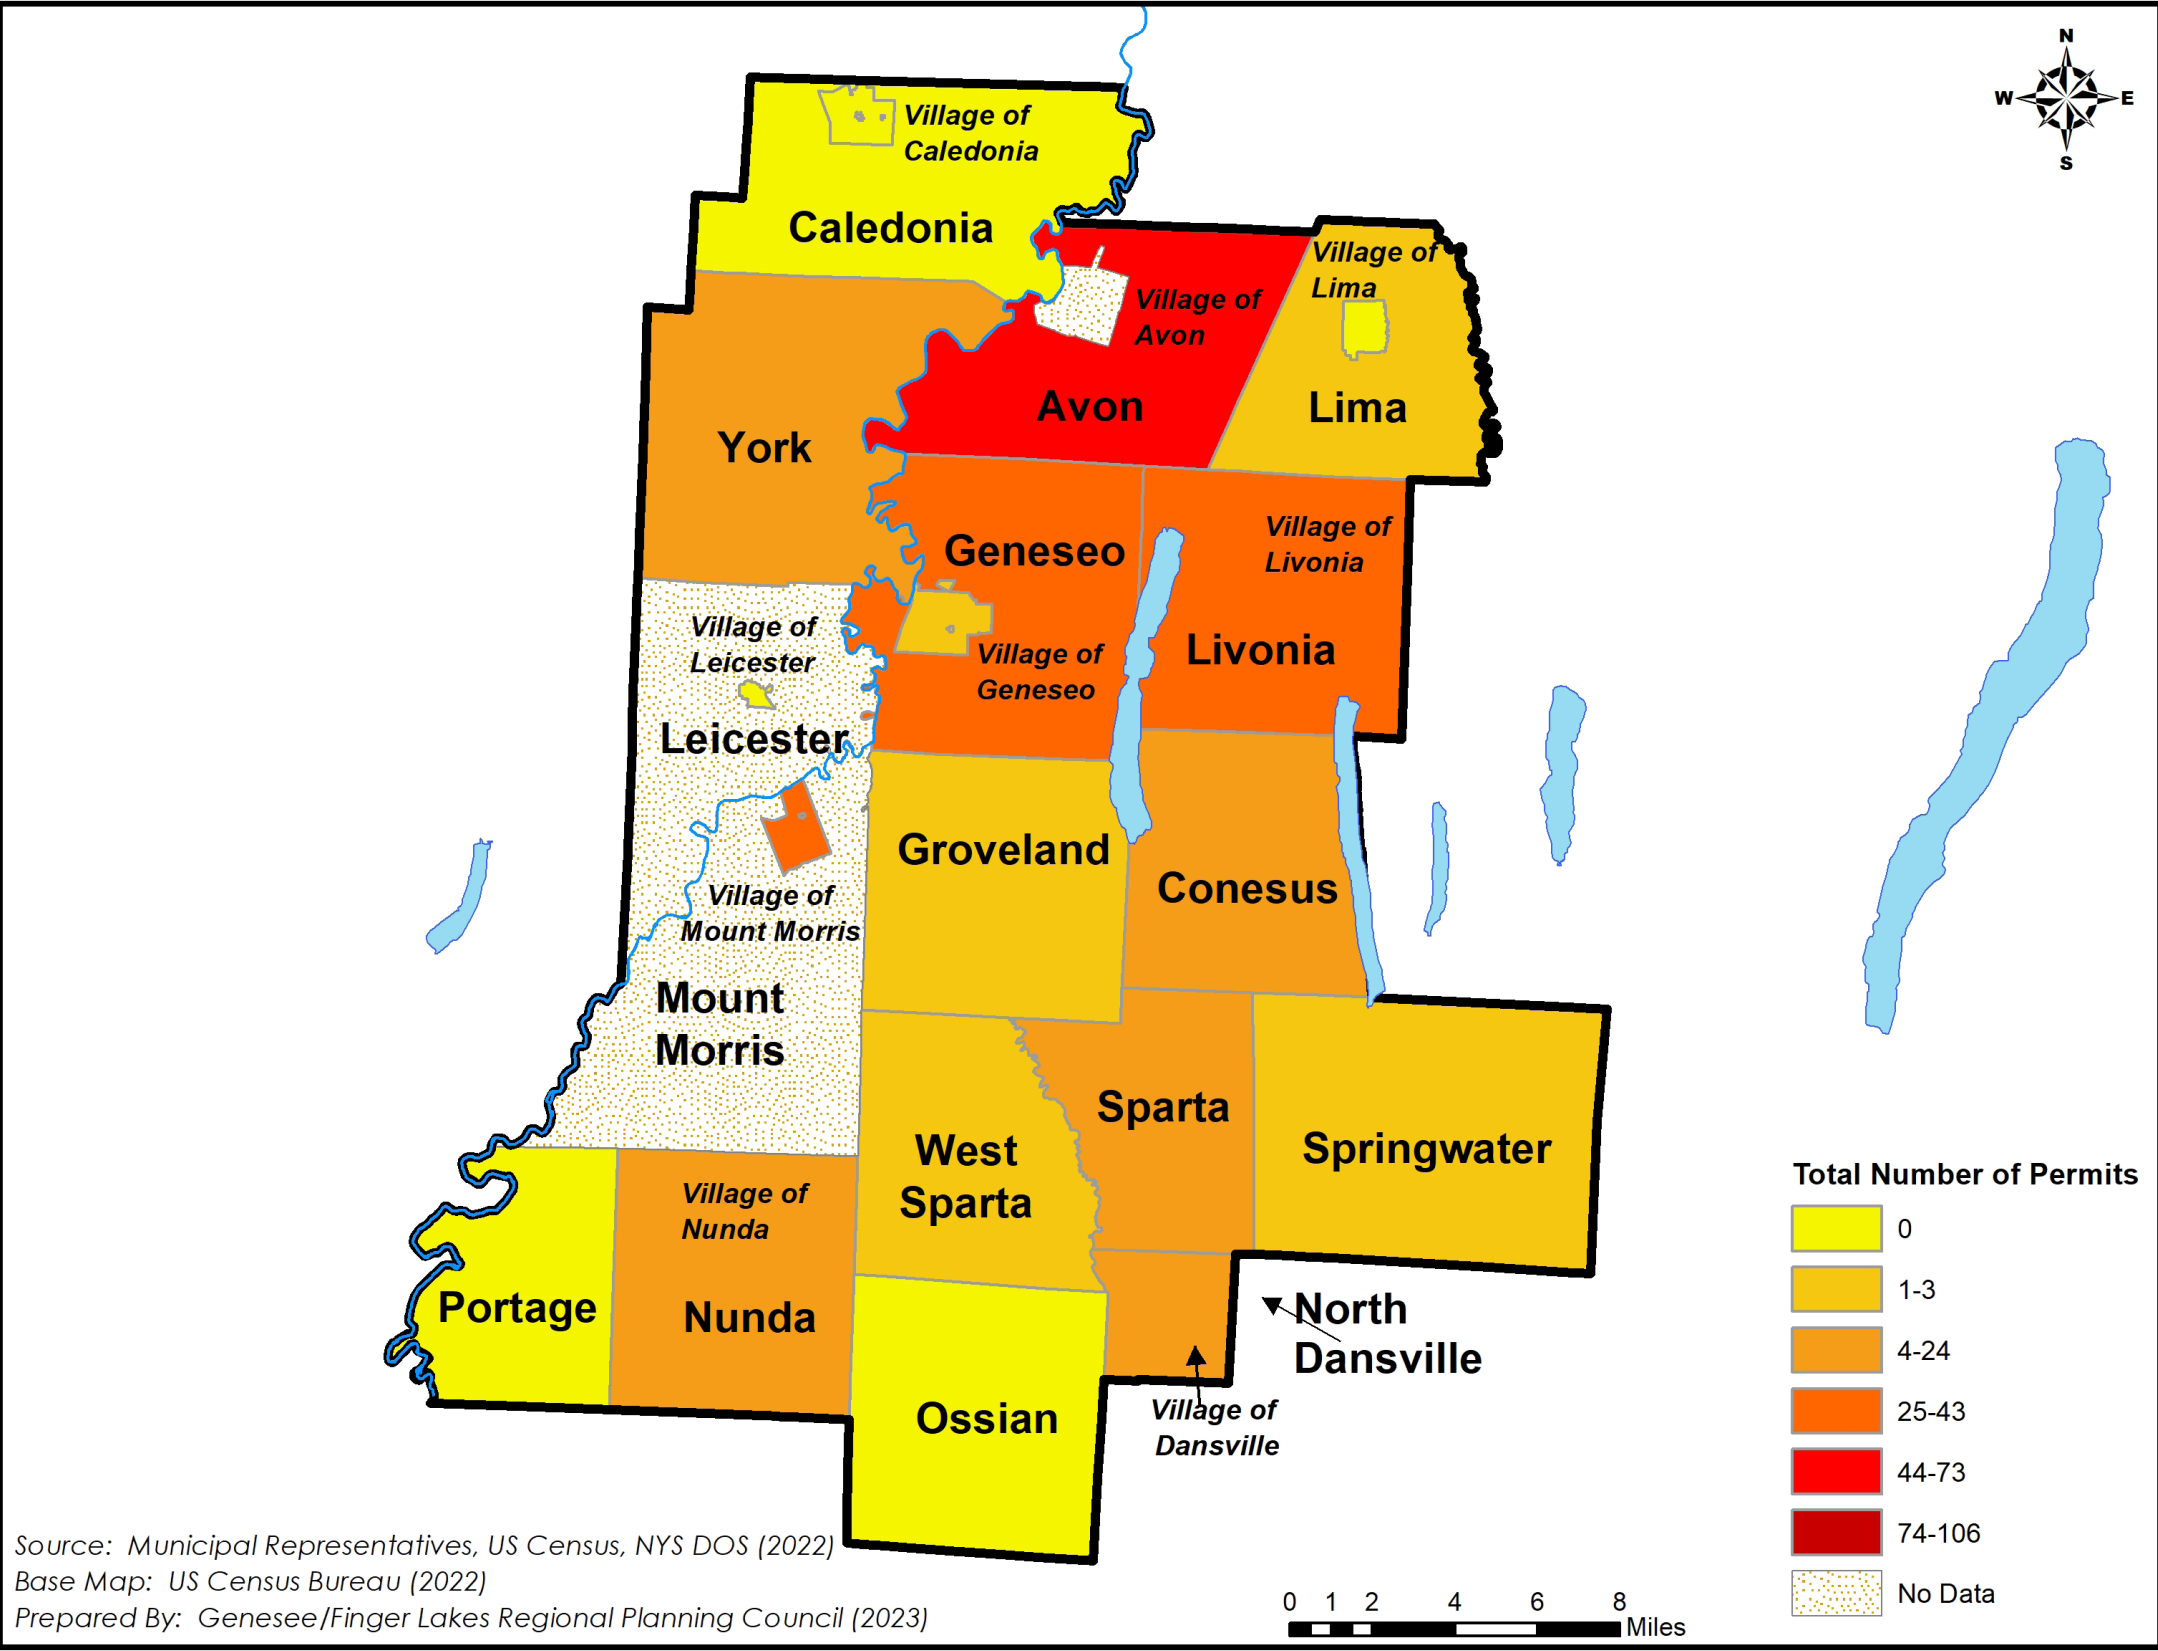 N
W
E
S
Village of
Caledonia
Caledonia
Village of
Lima
Village of
Avon
Avon
Lima
York
Village of
Livonia
Geneseo
Village of
Leicester
Livonia
Village of
Geneseo
Leicester
Groveland
Conesus
Village of
Mount Morris
Mount
Morris
Sparta
West
Sparta
Springwater
Village of
Nunda
Portage
Nunda
North
Dansville
Ossian
Village of
Dansville
Total Number of Permits
0
1-3
4-24
25-43
44-73
74-106
No Data
Source: Municipal Representatives, US Census, NYS DOS (2022)
Base Map: US Census Bureau (2022)
Prepared By: Genesee/Finger Lakes Regional Planning Council (2023)
0 1 2 4 6 8
Miles